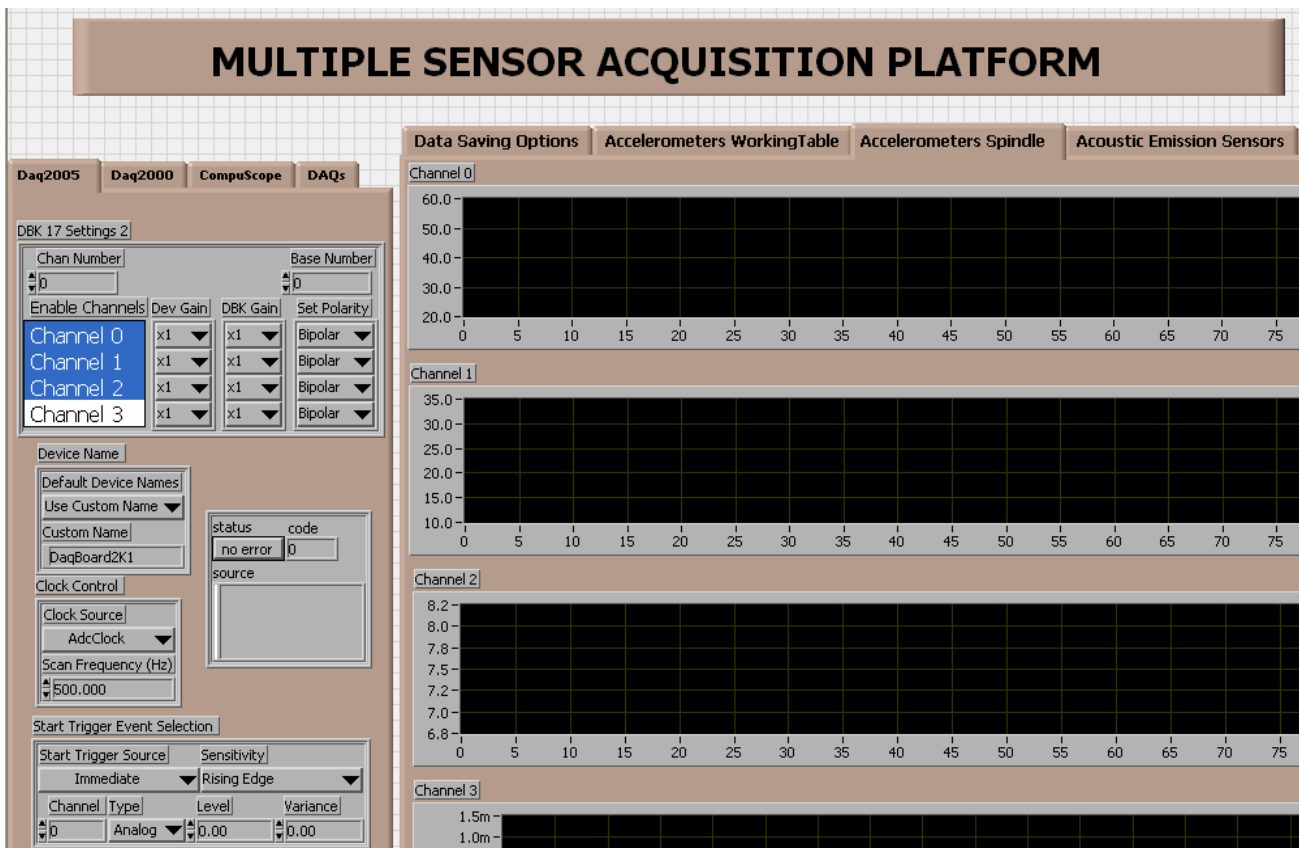 MULTIPLE SENSOR ACQUISITION PLATFORM
Daq2005 Daq2000 CompuScope DAQs
DBK 17 Settings 2
Chan Number Base Number
0 0
Enable Channels Dev Gain DBK Gain Set Polarity
Channel 0 x1 x1 Bipolar
Channel 1 x1 x1 Bipolar
Channel 2 x1 x1 Bipolar
Channel 3 x1 x1 Bipolar
Device Name
Default Device Names
Use Custom Name
Custom Name
DaqBoard2K1
status code
no error 0
source
Clock Control
Clock Source
AdcClock
Scan Frequency (Hz)
500.000
Start Trigger Event Selection
Start Trigger Source Sensitivity
Immediate Rising Edge
Channel Type Level Variance
0 Analog 0.00 0.00
Data Saving Options Accelerometers WorkingTable Accelerometers Spindle Acoustic Emission Sensors
Channel 0
60.0
50.0
40.0
30.0
20.0
0 5 10 15 20 25 30 35 40 45 50 55 60 65 70 75
Channel 1
35.0
30.0
25.0
20.0
15.0
10.0
0 5 10 15 20 25 30 35 40 45 50 55 60 65 70 75
Channel 2
8.2
8.0
7.8
7.5
7.2
7.0
6.8
0 5 10 15 20 25 30 35 40 45 50 55 60 65 70 75
Channel 3
1.5m
1.0m